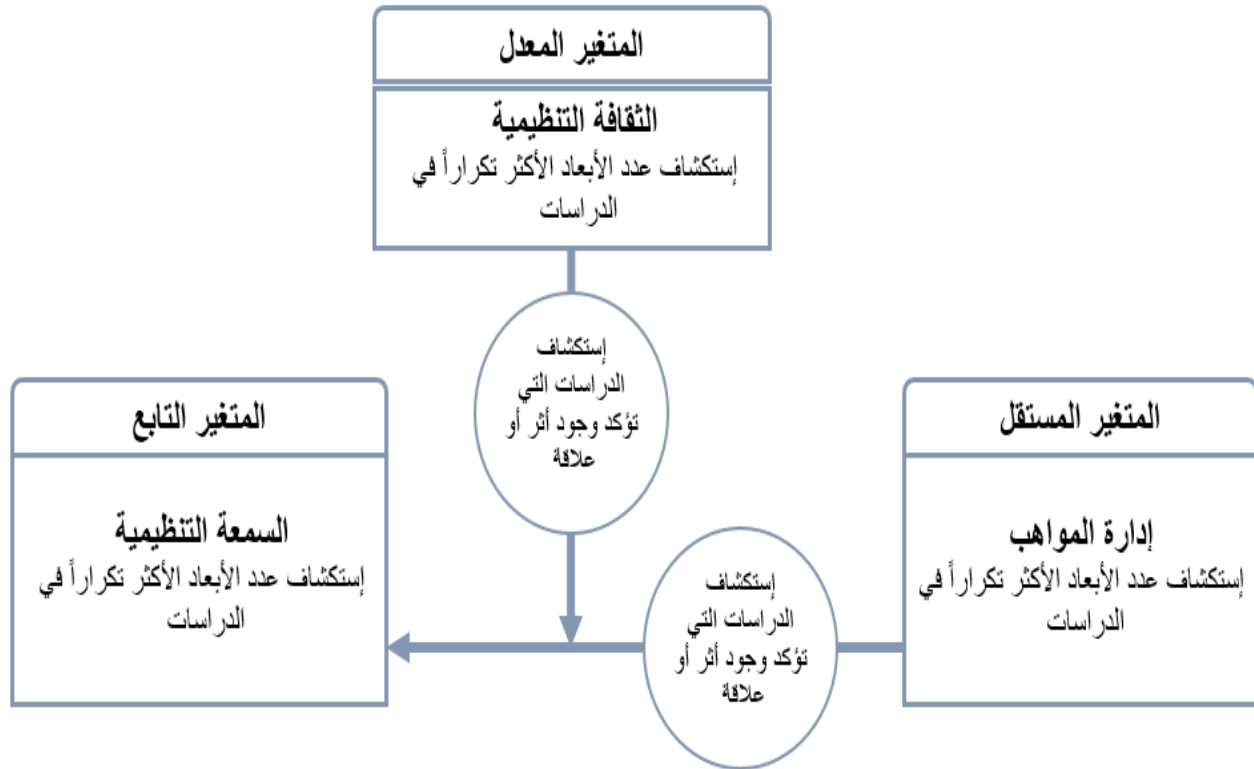 المتغير المعدل
الثقافة التنظيمية
إستكشاف عدد الأبعاد الأكثر تكراراً في
الدراسات
إستكشاف
الدراسات التي
تؤكد وجود أثر أو
علاقة
المتغير المستقل
إدارة المواهب
إستكشاف عدد الأبعاد الأكثر تكراراً في
الدراسات
إستكشاف
الدراسات التي
تؤكد وجود أثر أو
علاقة
المتغير التابع
السمعة التنظيمية
إستكشاف عدد الأبعاد الأكثر تكراراً في
الدراسات